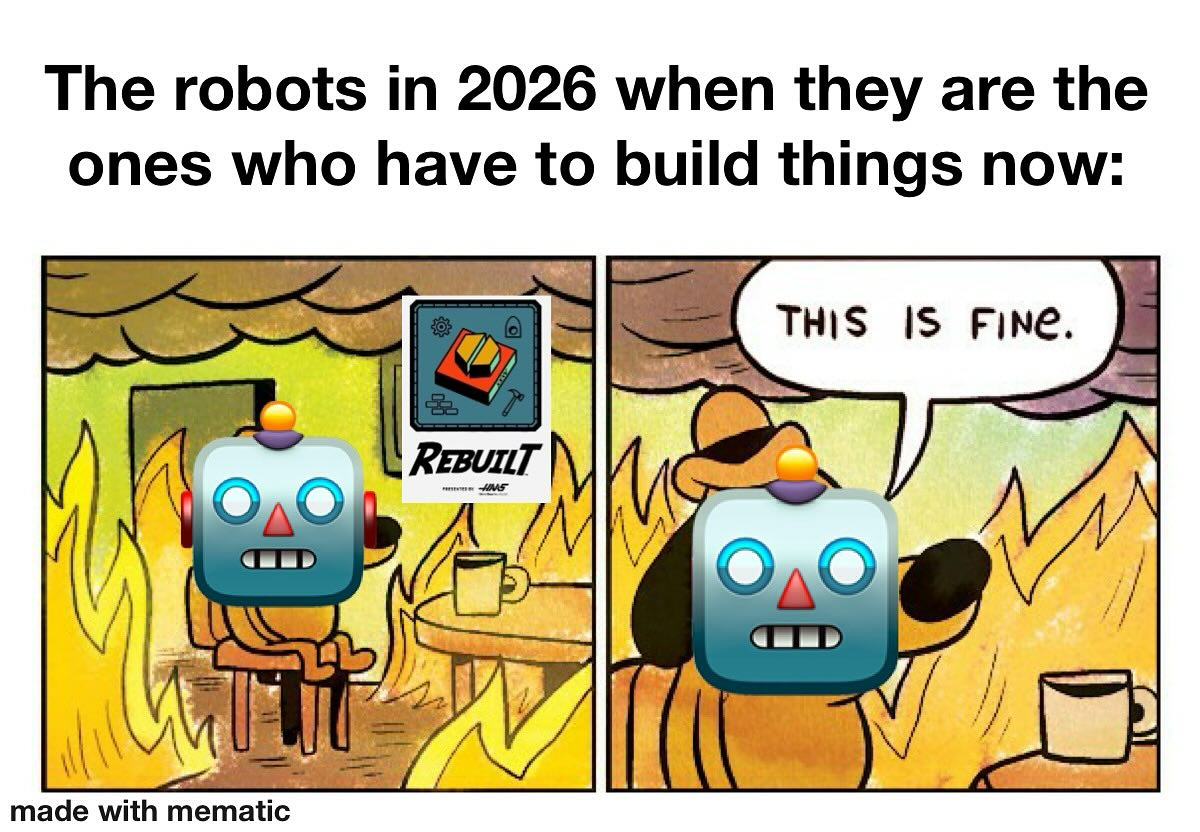 The robots in 2026 when they are the
ones who have to build things now:
REBUILT
PRESENTED BY HAAS
THIS IS FINE.
made with mematic